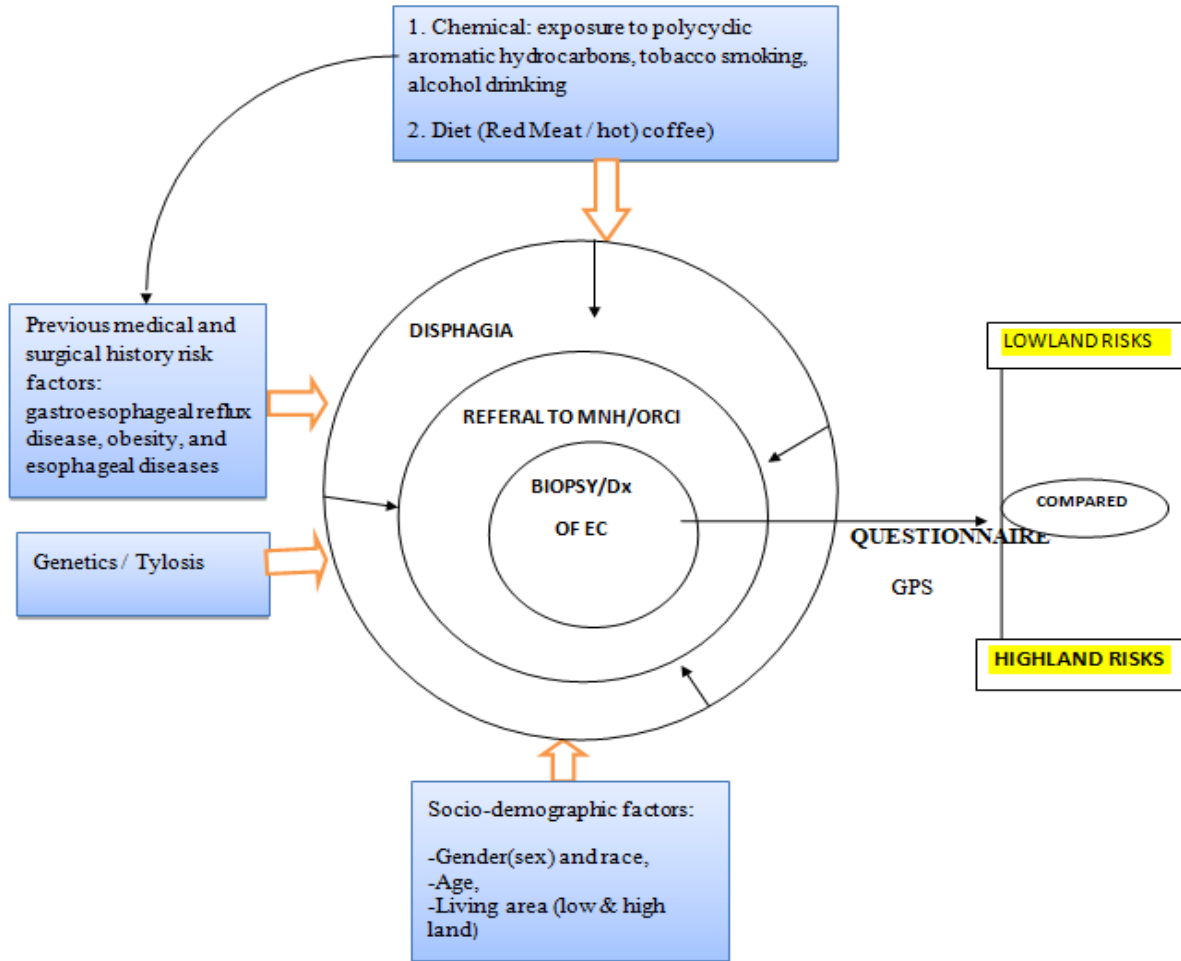 1. Chemical: exposure to polycyclic
aromatic hydrocarbons, tobacco smoking,
alcohol drinking
2. Diet (Red Meat / hot) coffee)
Previous medical and
surgical history risk
factors:
gastroesophageal reflux
disease, obesity, and
esophageal diseases
Genetics / Tylosis
DISPHAGIA
REFERAL TO MNH/ORCI
BIOPSY/Dx
OF EC
QUESTIONNAIRE
GPS
LOWLAND RISKS
COMPARED
HIGHLAND RISKS
Socio-demographic factors:
-Gender(sex) and race,
-Age,
-Living area (low & high
land)